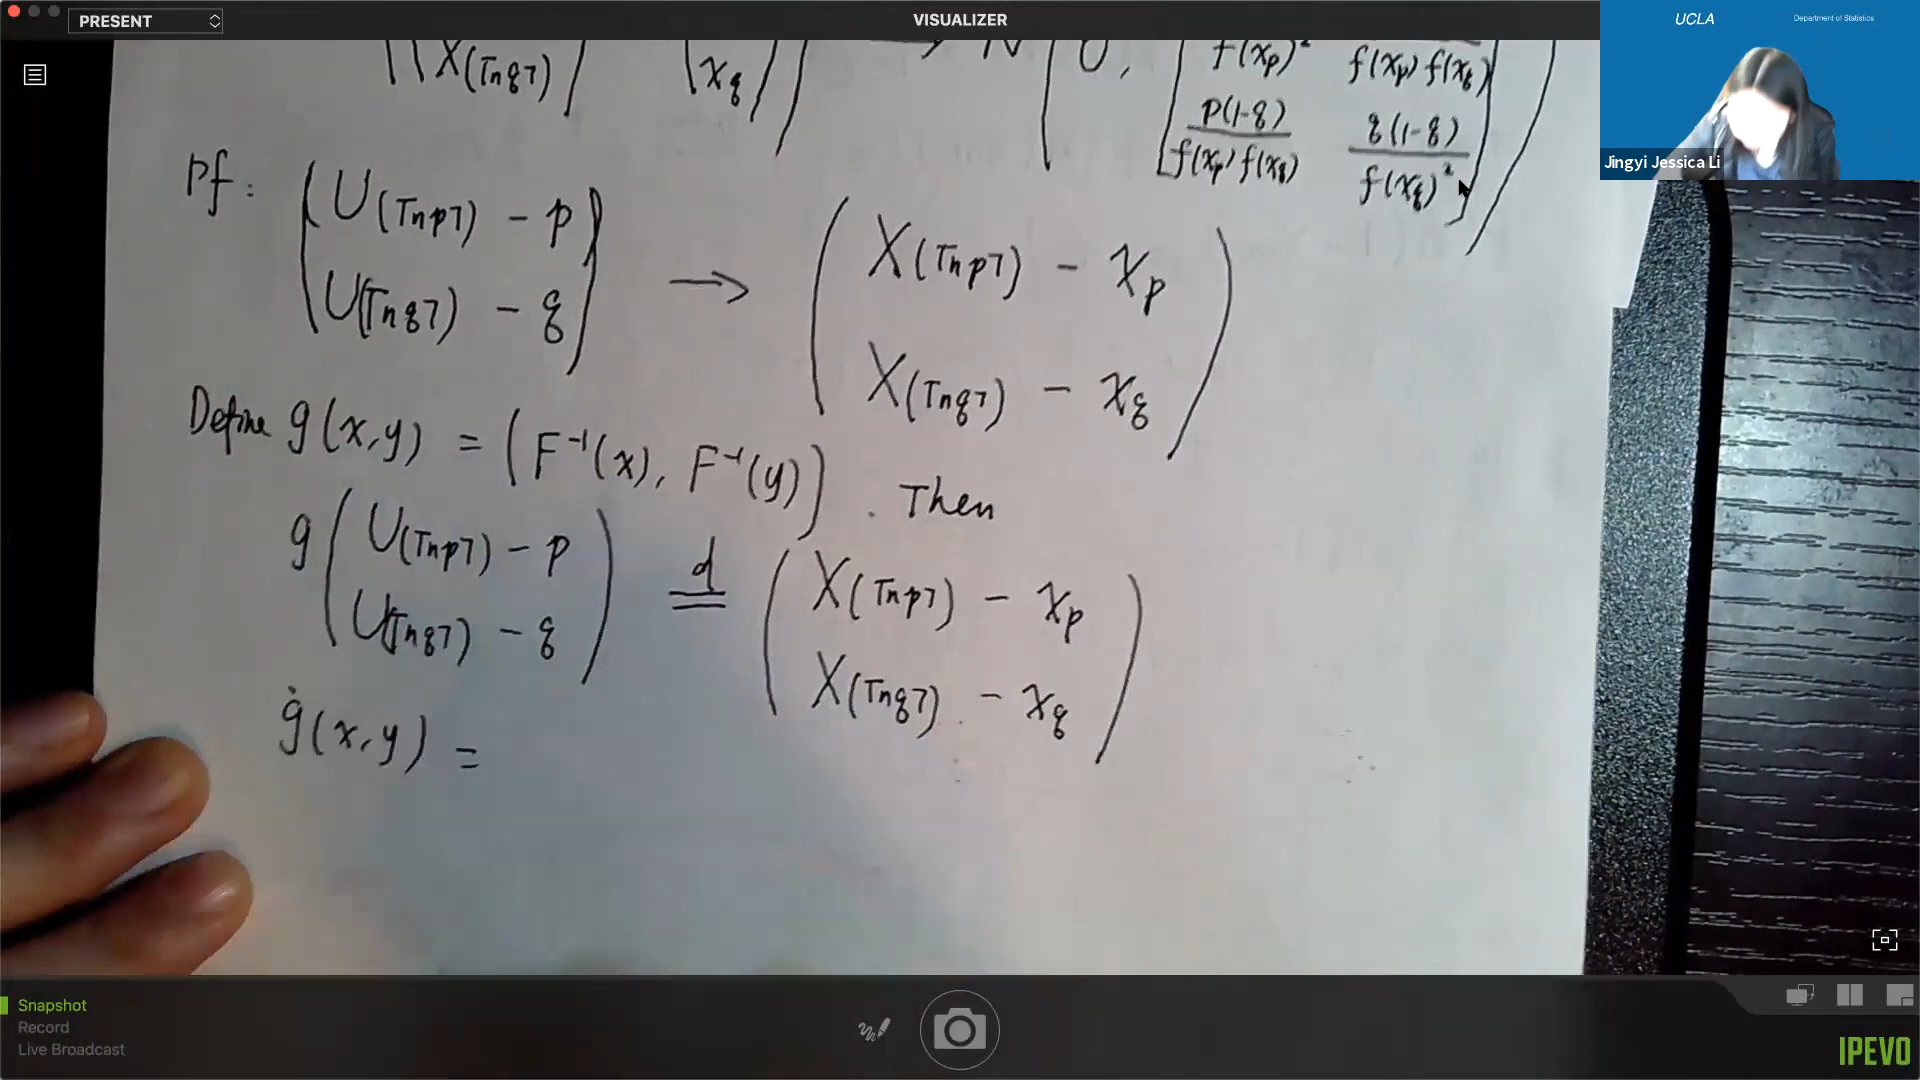 PRESENT
VISUALIZER
UCLA
Department of Statistics
Jingyi Jessica Li
X(⌈nq⌉) x_q → N(0, f(x_p)² f(x_p) f(x_q)
p(1-q) q(1-q)
f(x_p) f(x_q) f(x_q)²
Pf: U(⌈np⌉) - p
U(⌈nq⌉) - q
→
X(⌈np⌉) - x_p
X(⌈nq⌉) - x_q
Define g(x,y) = (F⁻¹(x), F⁻¹(y)). Then
g( U(⌈np⌉) - p
U(⌈nq⌉) - q )
d
=
( X(⌈np⌉) - x_p
X(⌈nq⌉) - x_q )
ġ(x,y) =
Snapshot
Record
Live Broadcast
IPEVO